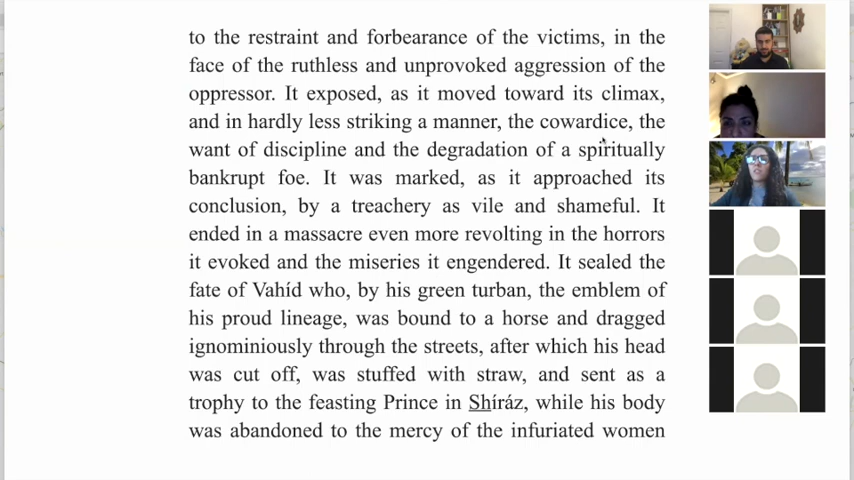 to the restraint and forbearance of the victims, in the
face of the ruthless and unprovoked aggression of the
oppressor. It exposed, as it moved toward its climax,
and in hardly less striking a manner, the cowardice, the
want of discipline and the degradation of a spiritually
bankrupt foe. It was marked, as it approached its
conclusion, by a treachery as vile and shameful. It
ended in a massacre even more revolting in the horrors
it evoked and the miseries it engendered. It sealed the
fate of Vahíd who, by his green turban, the emblem of
his proud lineage, was bound to a horse and dragged
ignominiously through the streets, after which his head
was cut off, was stuffed with straw, and sent as a
trophy to the feasting Prince in Shíráz, while his body
was abandoned to the mercy of the infuriated women